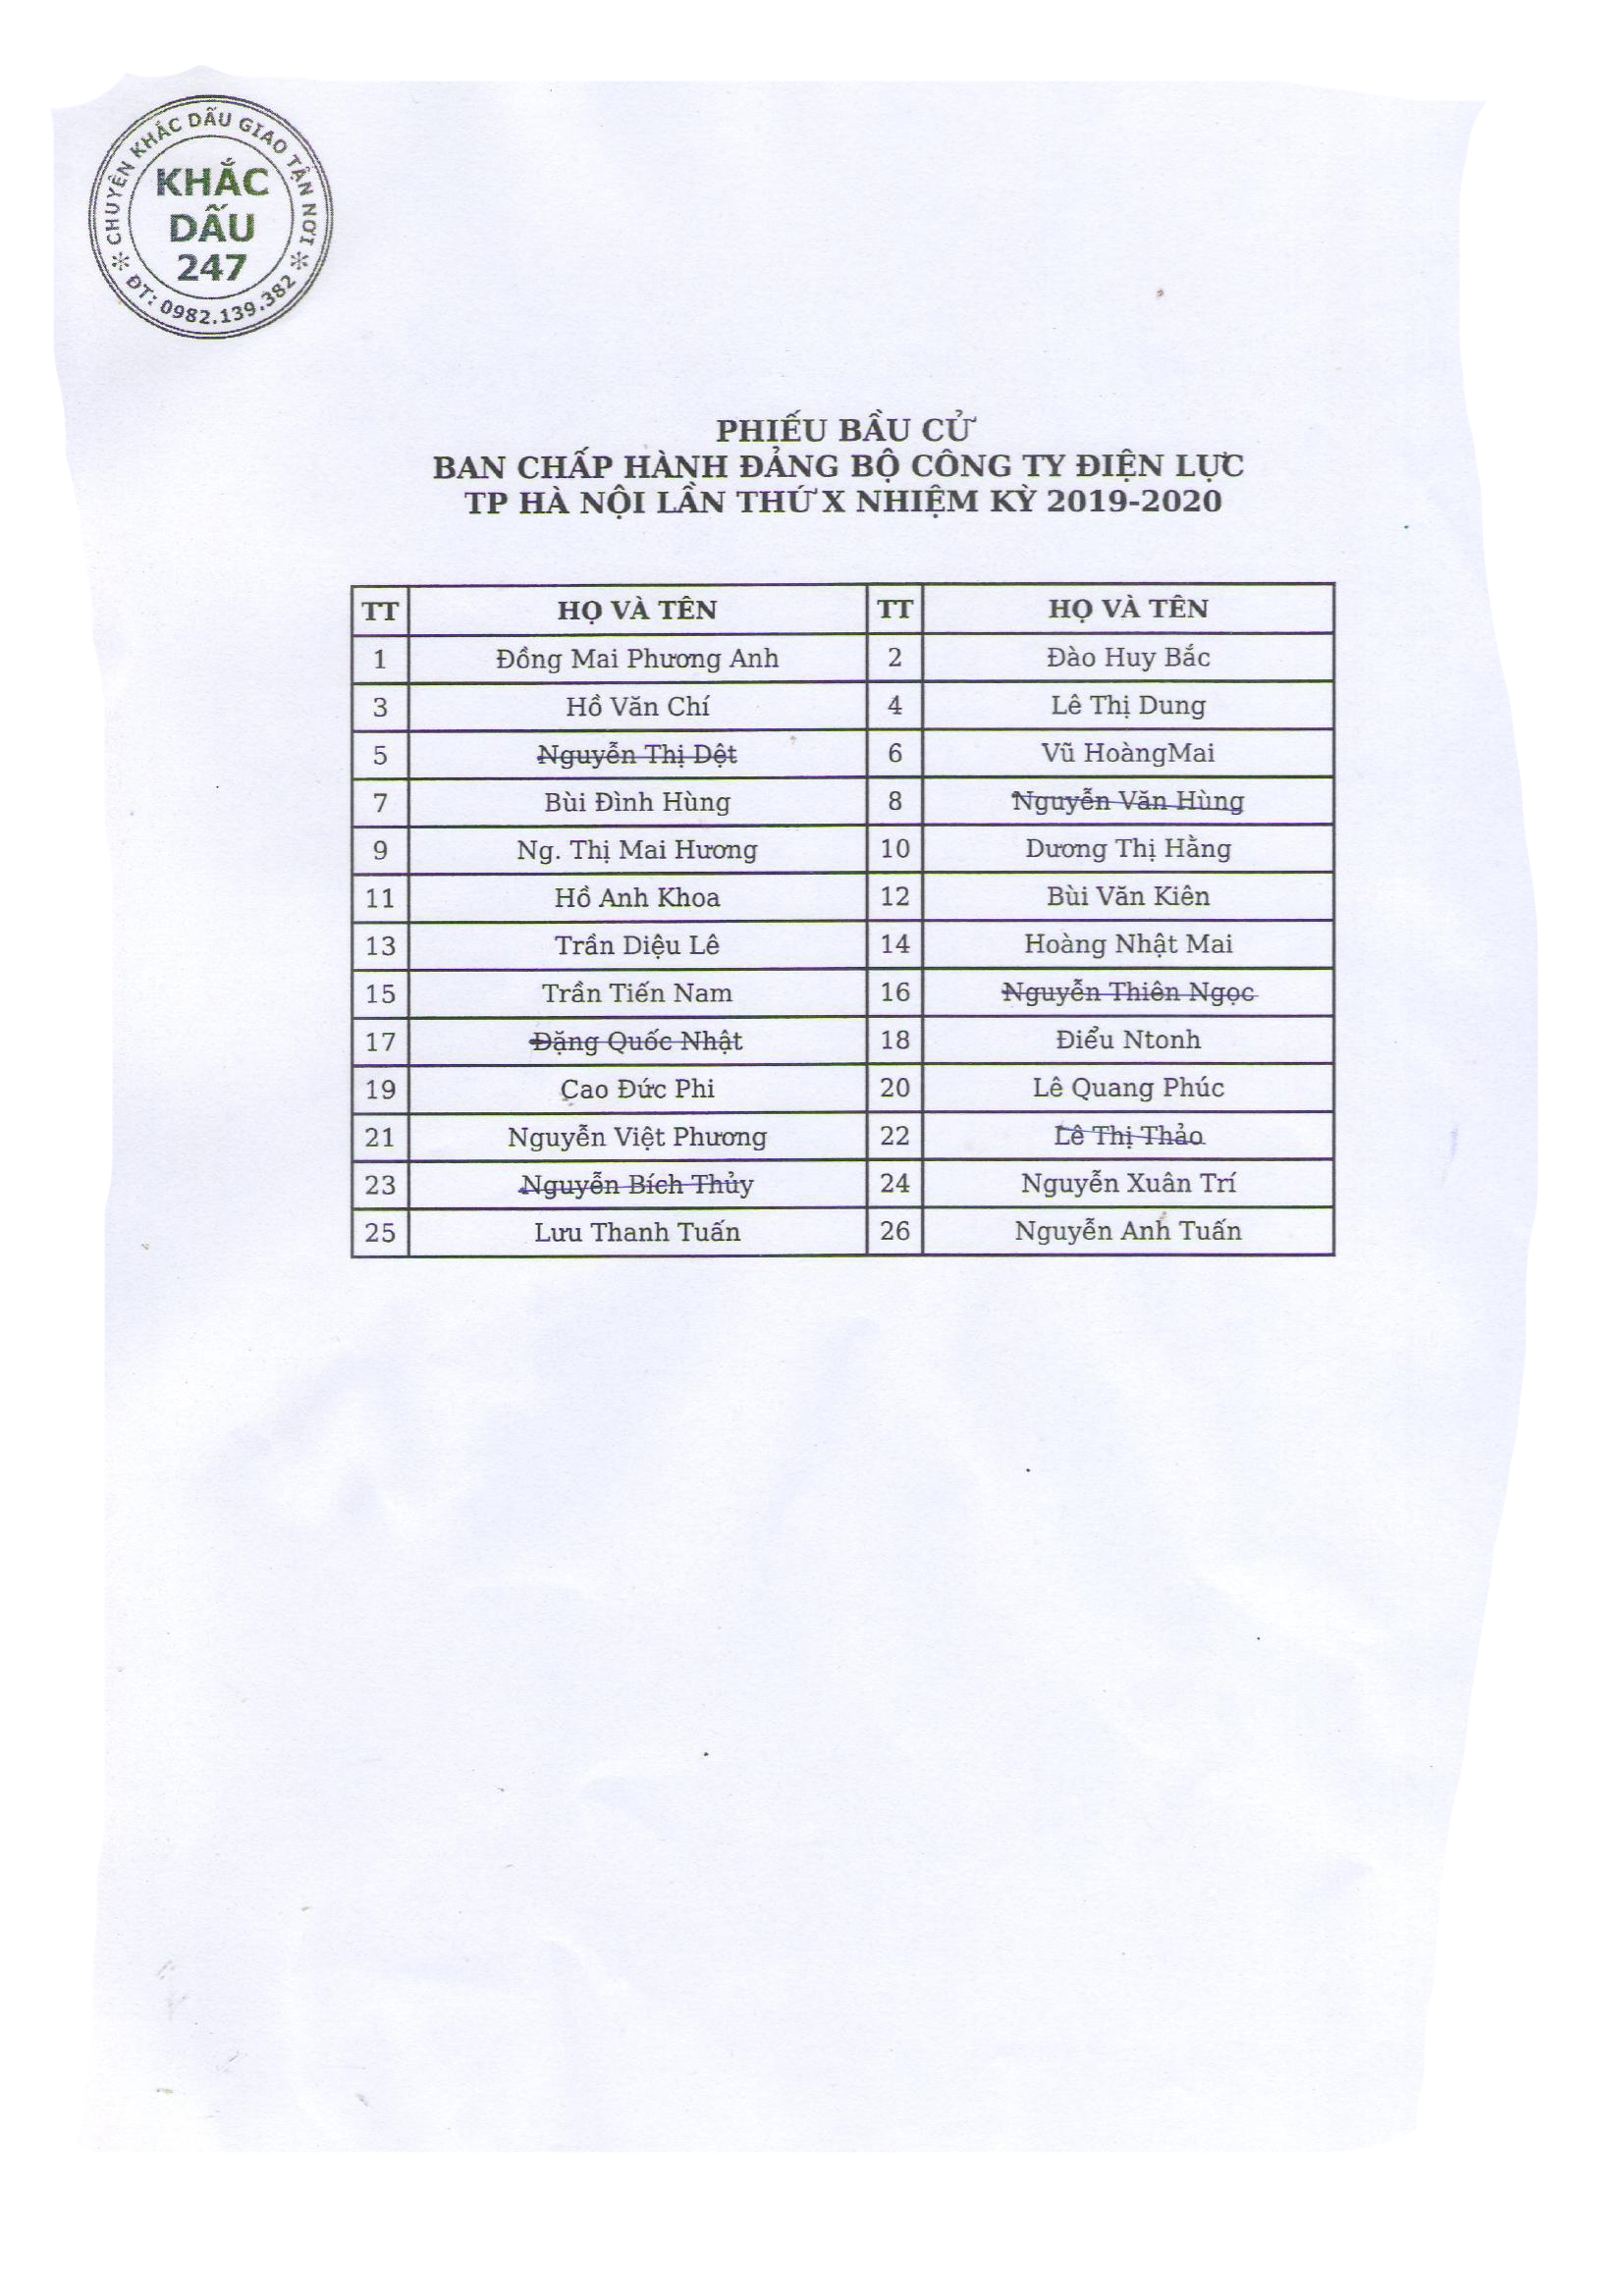 CHUYÊN KHẮC DẤU GIAO TẬN NƠI
KHẮC
DẤU
247
ĐT: 0982.139.382
PHIẾU BẦU CỬ
BAN CHẤP HÀNH ĐẢNG BỘ CÔNG TY ĐIỆN LỰC
TP HÀ NỘI LẦN THỨ X NHIỆM KỲ 2019-2020
TT HỌ VÀ TÊN TT HỌ VÀ TÊN
1 Đồng Mai Phương Anh 2 Đào Huy Bắc
3 Hồ Văn Chí 4 Lê Thị Dung
5 Nguyễn Thị Dệt 6 Vũ HoàngMai
7 Bùi Đình Hùng 8 Nguyễn Văn Hùng
9 Ng. Thị Mai Hương 10 Dương Thị Hằng
11 Hồ Anh Khoa 12 Bùi Văn Kiên
13 Trần Diệu Lê 14 Hoàng Nhật Mai
15 Trần Tiến Nam 16 Nguyễn Thiên Ngọc
17 Đặng Quốc Nhật 18 Điểu Ntonh
19 Cao Đức Phi 20 Lê Quang Phúc
21 Nguyễn Việt Phương 22 Lê Thị Thảo
23 Nguyễn Bích Thủy 24 Nguyễn Xuân Trí
25 Lưu Thanh Tuấn 26 Nguyễn Anh Tuấn